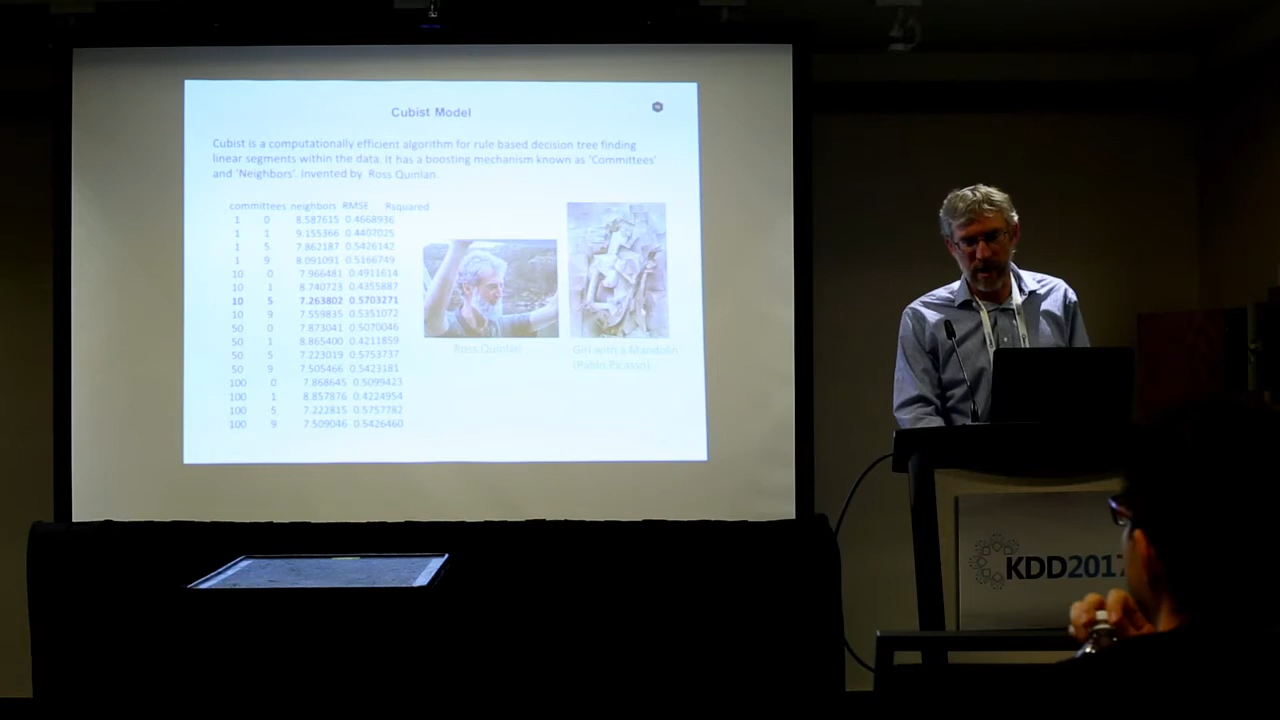 Cubist Model
Cubist is a computationally efficient algorithm for rule based decision tree finding
linear segments within the data. It has a boosting mechanism known as 'Committees'
and 'Neighbors'. Invented by Ross Quinlan.
committees neighbors RMSE Rsquared
1 0 8.587615 0.4668936
1 1 9.155366 0.4407025
1 5 7.862187 0.5426142
1 9 8.091091 0.5166749
10 0 7.966481 0.4911614
10 1 8.740723 0.4355887
10 5 7.263802 0.5703271
10 9 7.559835 0.5351072
50 0 7.873041 0.5070046
50 1 8.865400 0.4211859
50 5 7.223019 0.5753737
50 9 7.505466 0.5423181
100 0 7.868645 0.5099423
100 1 8.857876 0.4224954
100 5 7.222815 0.5757782
100 9 7.509046 0.5426460
Ross Quinlan
Girl with a Mandolin
(Pablo Picasso)
KDD2017